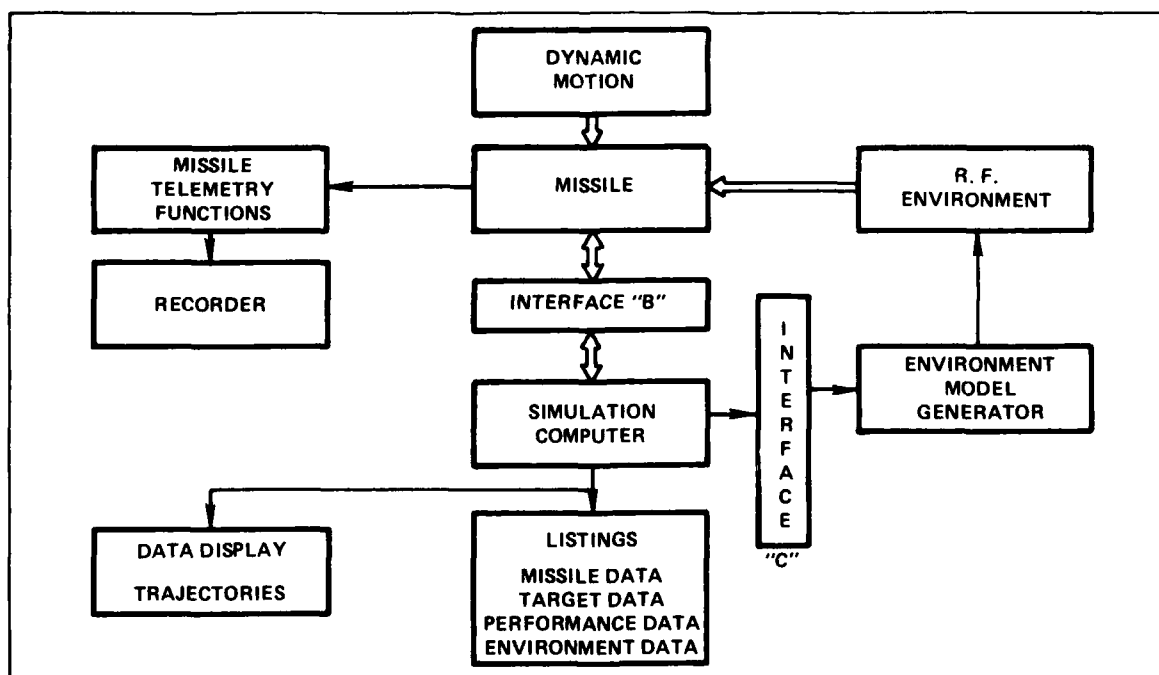 DYNAMIC
MOTION
MISSILE
TELEMETRY
FUNCTIONS
MISSILE
R. F.
ENVIRONMENT
RECORDER
INTERFACE "B"
INTERFACE
"C"
ENVIRONMENT
MODEL
GENERATOR
SIMULATION
COMPUTER
DATA DISPLAY
TRAJECTORIES
LISTINGS
MISSILE DATA
TARGET DATA
PERFORMANCE DATA
ENVIRONMENT DATA